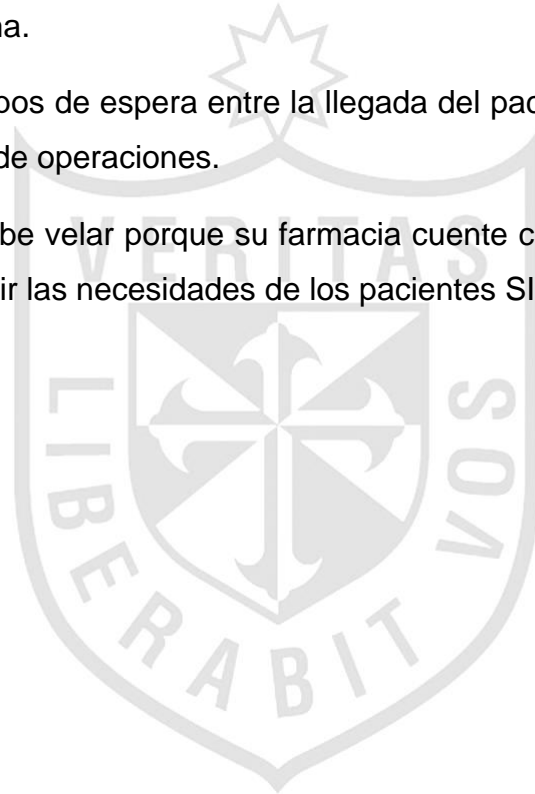 na.
pos de espera entre la llegada del pac
de operaciones.
be velar porque su farmacia cuente c
ir las necesidades de los pacientes SI
VERITAS
LIBERABIT
VOS